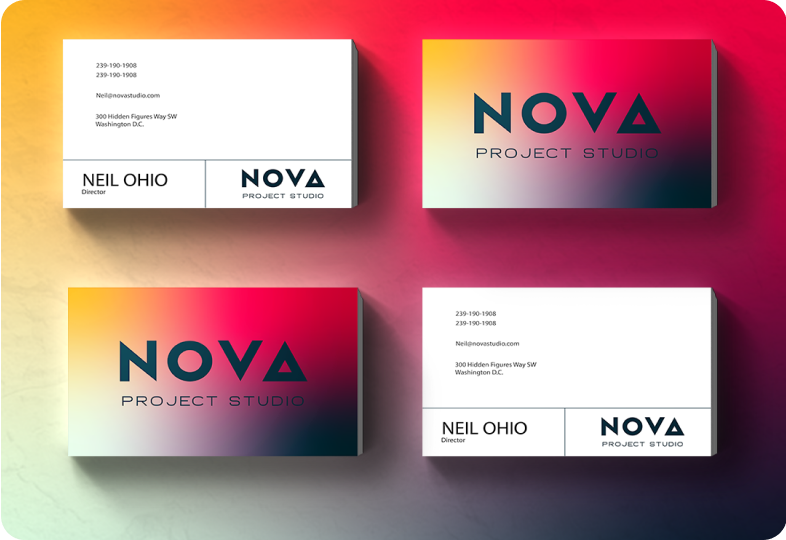 239-190-1908
239-190-1908
Neil@novastudio.com
300 Hidden Figures Way SW
Washington D.C.
NEIL OHIO
Director
NOVA
PROJECT STUDIO
NOVA
PROJECT STUDIO
NOVA
PROJECT STUDIO
239-190-1908
239-190-1908
Neil@novastudio.com
300 Hidden Figures Way SW
Washington D.C.
NEIL OHIO
Director
NOVA
PROJECT STUDIO